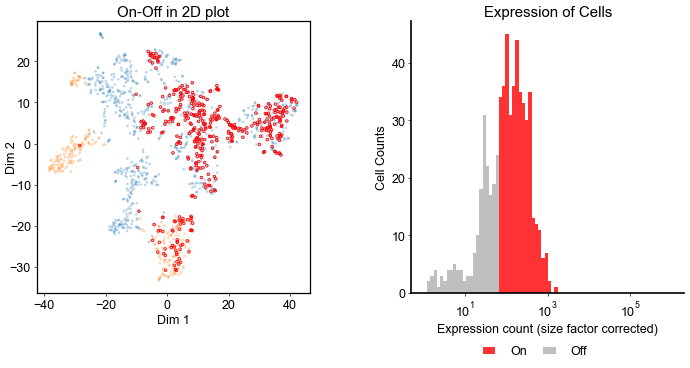 On-Off in 2D plot
20
10
0
−10
−20
−30
Dim 2
−40
−20
0
20
40
Dim 1
Expression of Cells
40
30
20
10
0
Cell Counts
10^1
10^3
10^5
Expression count (size factor corrected)
On Off